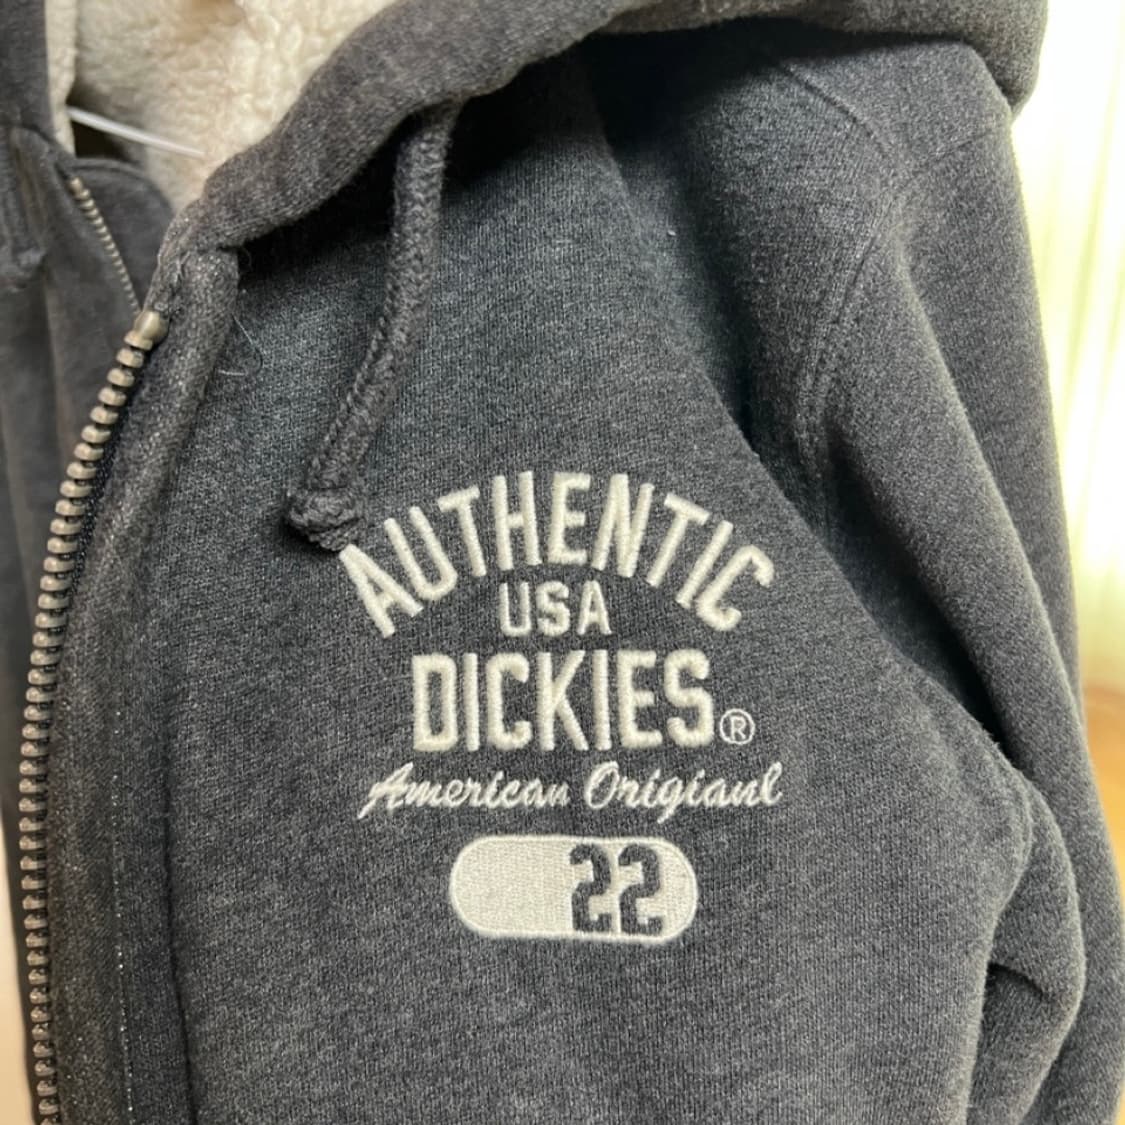 AUTHENTIC
USA
DICKIES®
American Origianl
22